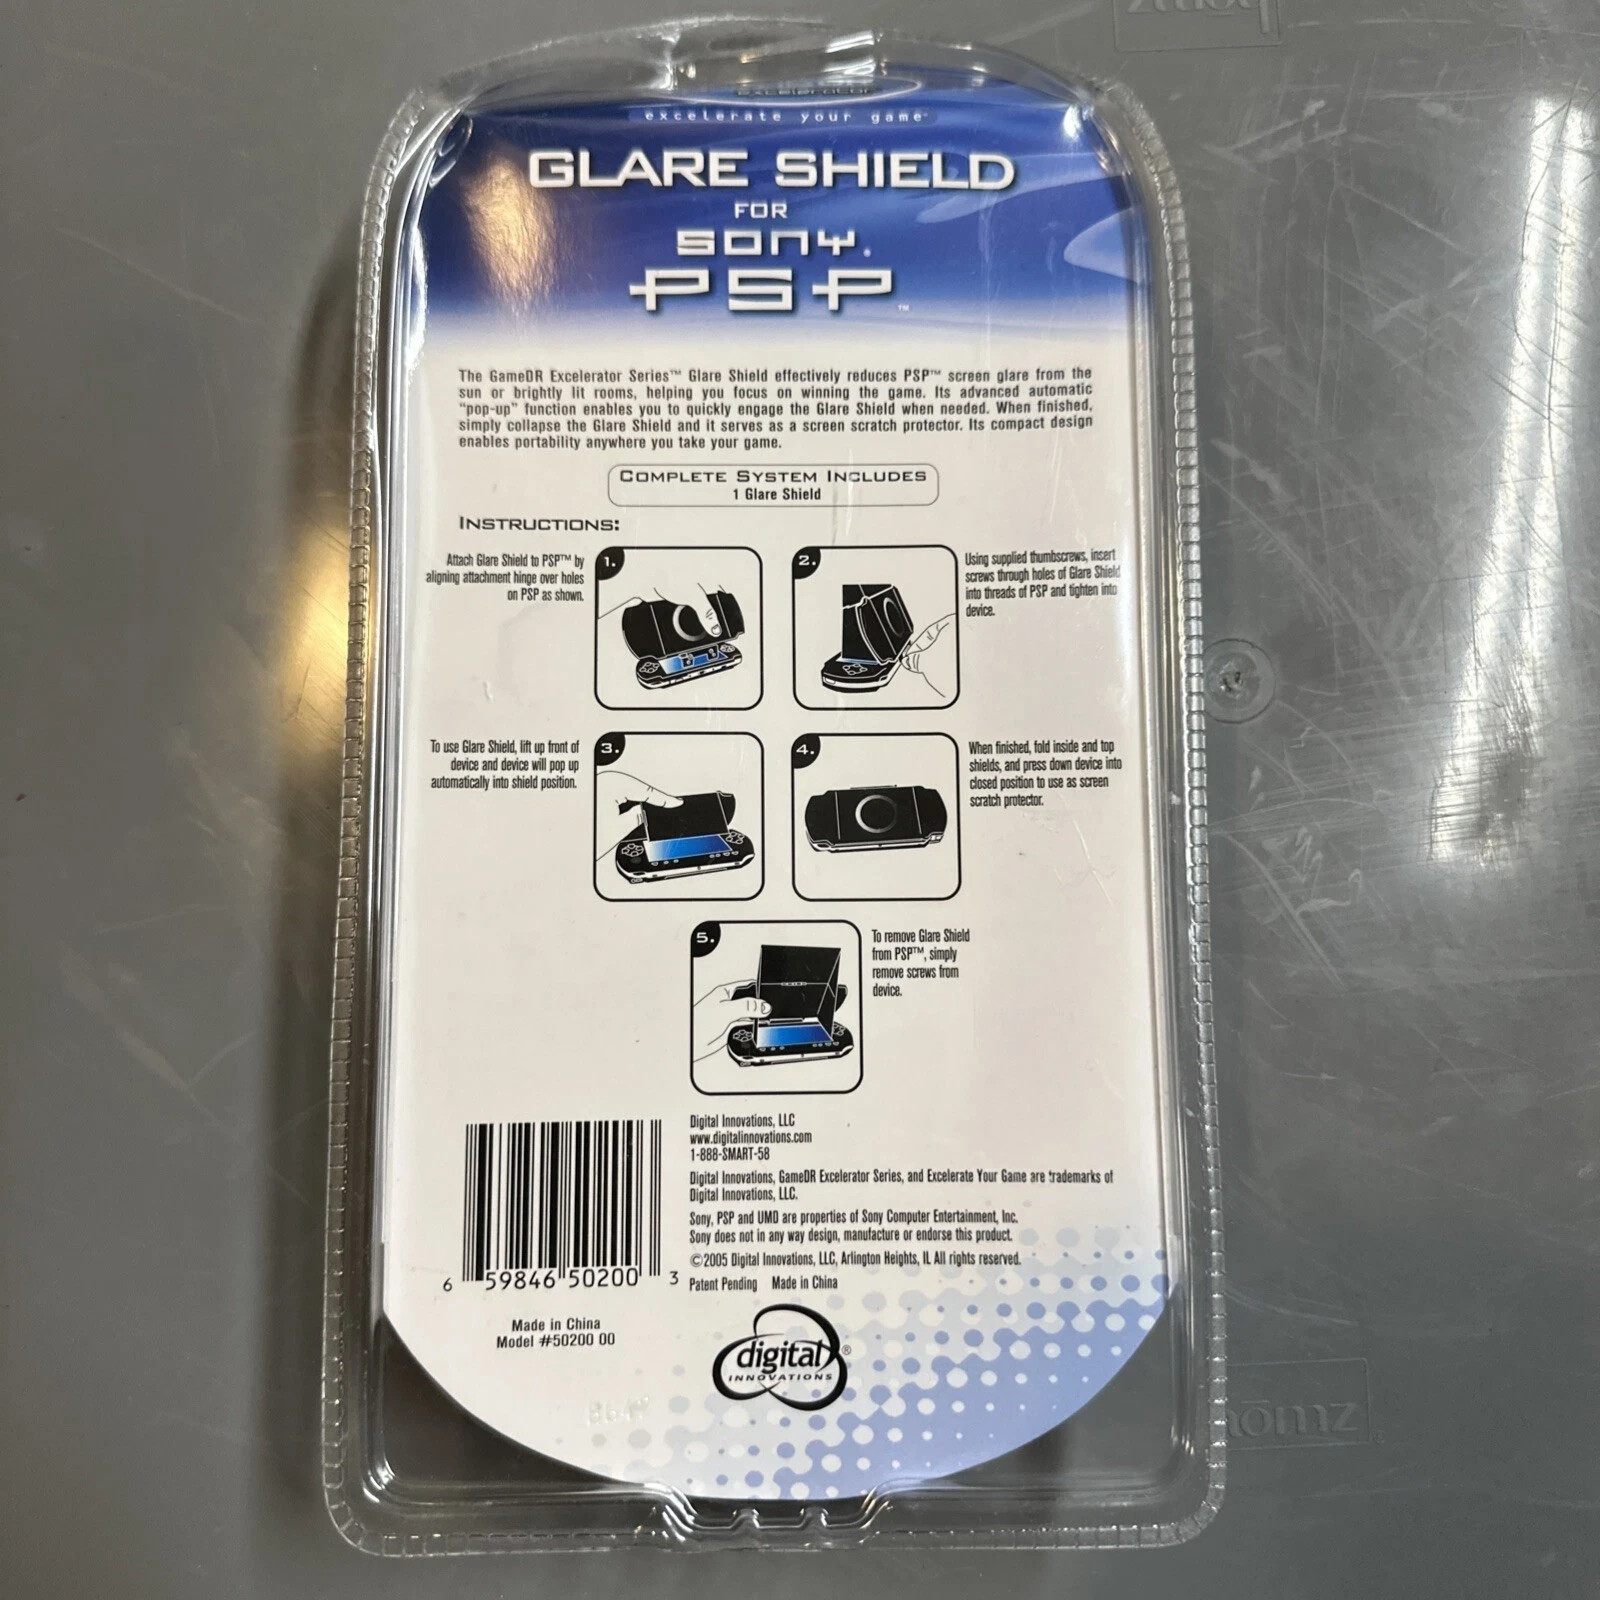 excelerate your game™
GLARE SHIELD
FOR
SONY®
PSP™
The GameDR Excelerator Series™ Glare Shield effectively reduces PSP™ screen glare from the
sun or brightly lit rooms, helping you focus on winning the game. Its advanced automatic
"pop-up" function enables you to quickly engage the Glare Shield when needed. When finished,
simply collapse the Glare Shield and it serves as a screen scratch protector. Its compact design
enables portability anywhere you take your game.
COMPLETE SYSTEM INCLUDES
1 Glare Shield
INSTRUCTIONS:
Attach Glare Shield to PSP™ by
aligning attachment hinge over holes
on PSP as shown.
1.
2.
Using supplied thumbscrews, insert
screws through holes of Glare Shield
into threads of PSP and tighten into
device.
To use Glare Shield, lift up front of
device and device will pop up
automatically into shield position.
3.
4.
When finished, fold inside and top
shields, and press down device into
closed position to use as screen
scratch protector.
5.
To remove Glare Shield
from PSP™, simply
remove screws from
device.
6 59846 50200 3
Made in China
Model #50200 00
Digital Innovations, LLC
www.digitalinnovations.com
1-888-SMART-58
Digital Innovations, GameDR Excelerator Series, and Excelerate Your Game are trademarks of
Digital Innovations, LLC.
Sony, PSP and UMD are properties of Sony Computer Entertainment, Inc.
Sony does not in any way design, manufacture or endorse this product.
©2005 Digital Innovations, LLC, Arlington Heights, IL All rights reserved.
Patent Pending Made in China
digital®
INNOVATIONS
hōmz